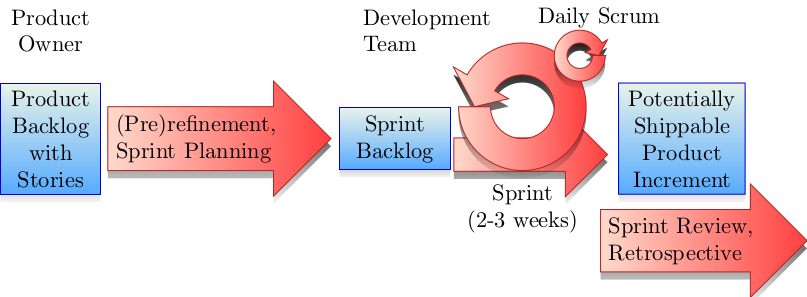 Product
Owner
Development
Team
Daily Scrum
Product
Backlog
with
Stories
(Pre)refinement,
Sprint Planning
Sprint
Backlog
Sprint
(2-3 weeks)
Potentially
Shippable
Product
Increment
Sprint Review,
Retrospective